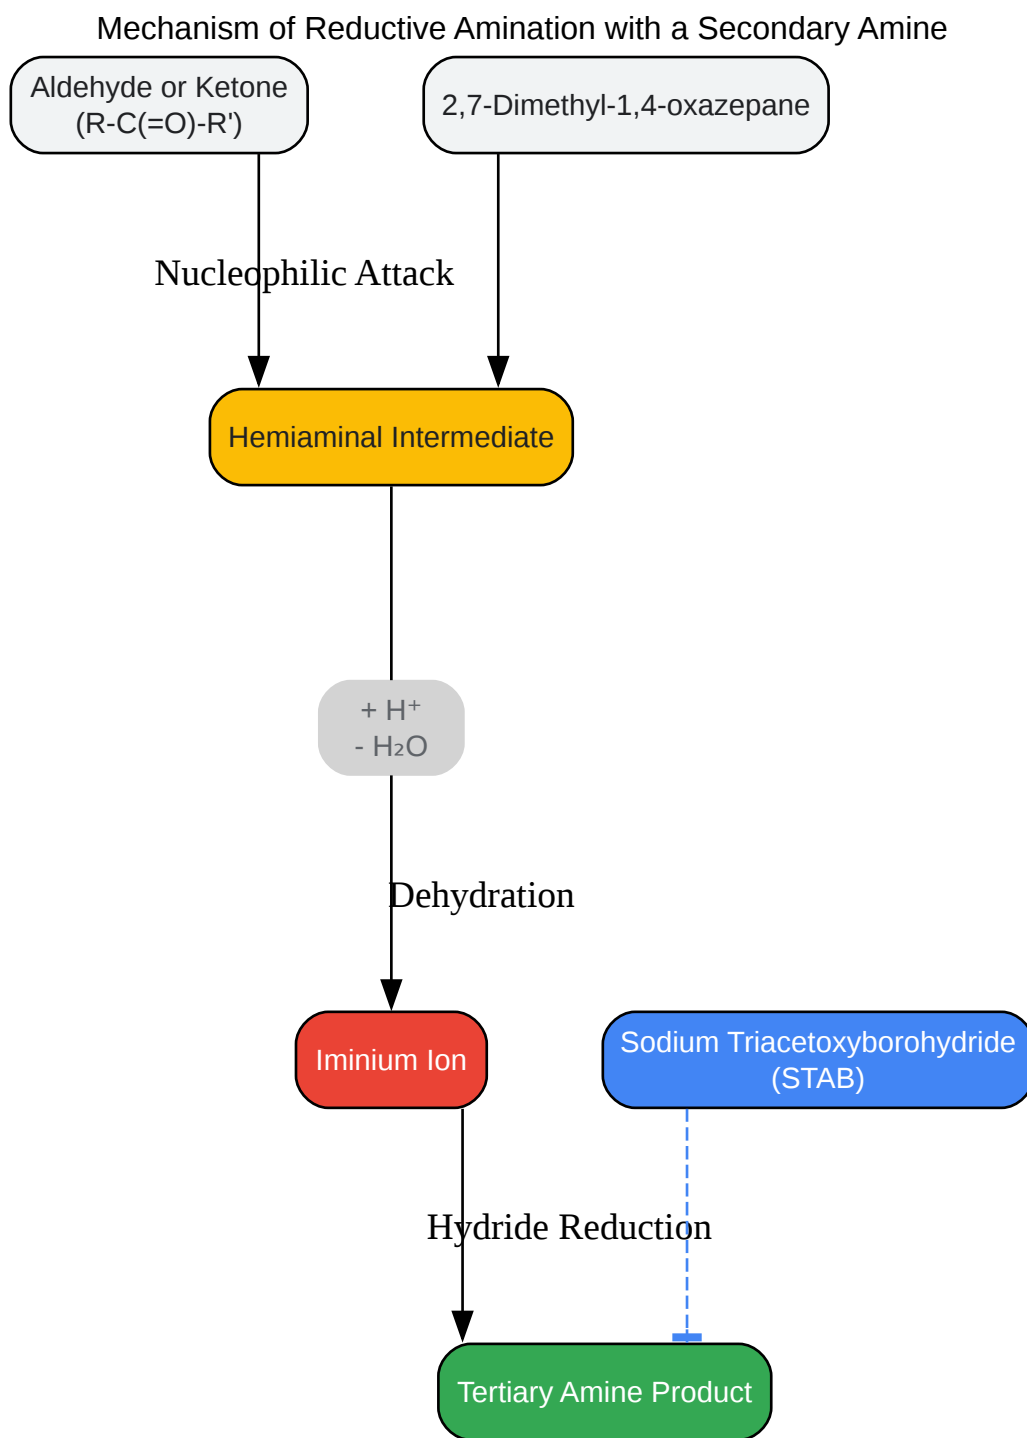 Mechanism of Reductive Amination with a Secondary Amine
Aldehyde or Ketone
(R-C(=O)-R')
2,7-Dimethyl-1,4-oxazepane
Nucleophilic Attack
Hemiaminal Intermediate
+ H⁺
- H₂O
Dehydration
Iminium Ion
Sodium Triacetoxyborohydride
(STAB)
Hydride Reduction
Tertiary Amine Product